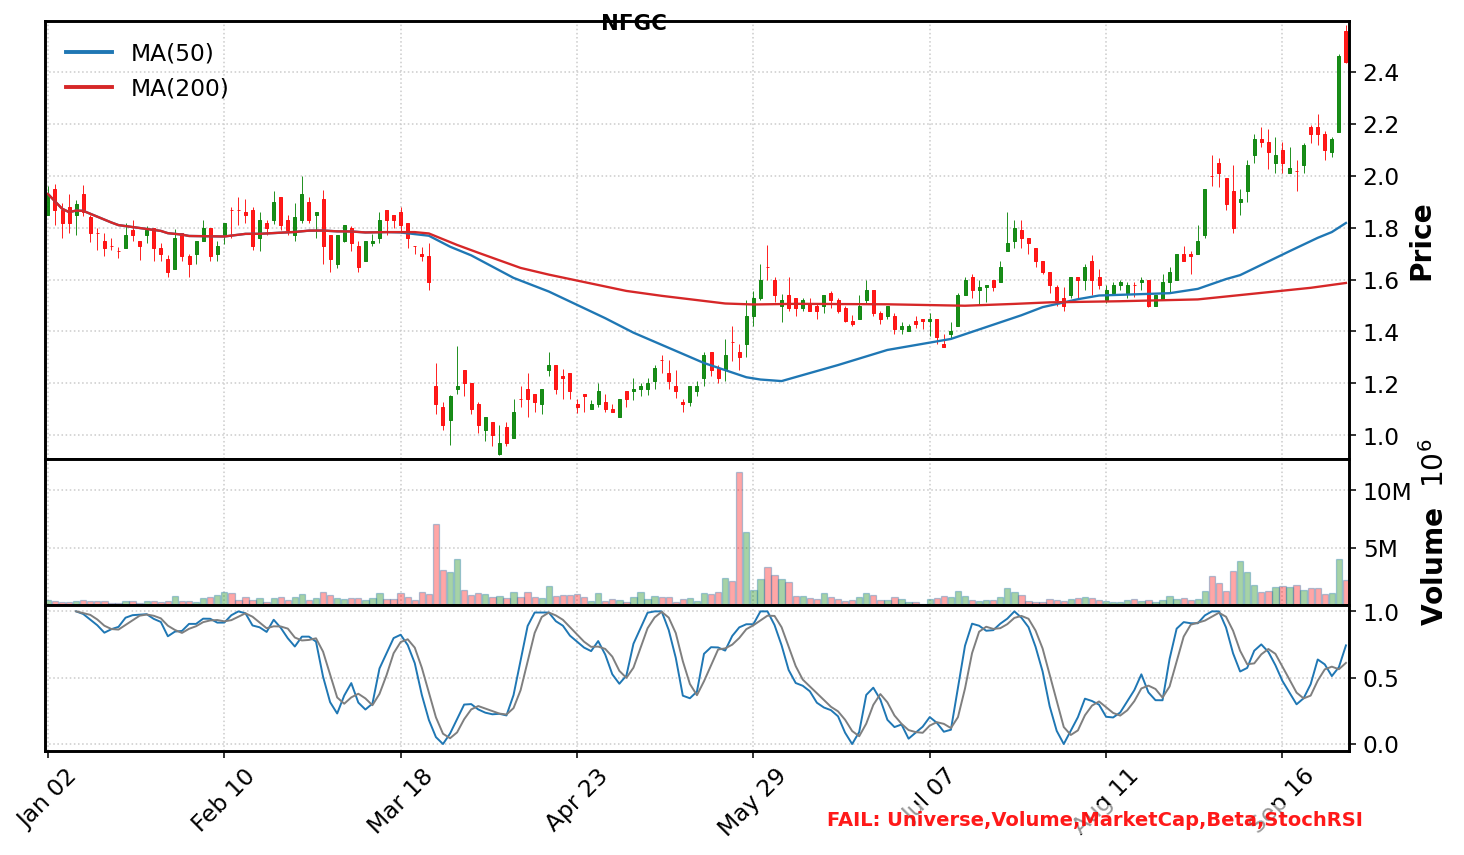 NFGC
MA(50)
MA(200)
2.4
2.2
2.0
1.8
1.6
1.4
1.2
1.0
Price
10M
5M
Volume 10^6
1.0
0.5
0.0
Jan 02
Feb 10
Mar 18
Apr 23
May 29
Jul 07
Aug 11
Sep 16
FAIL: Universe,Volume,MarketCap,Beta,StochRSI